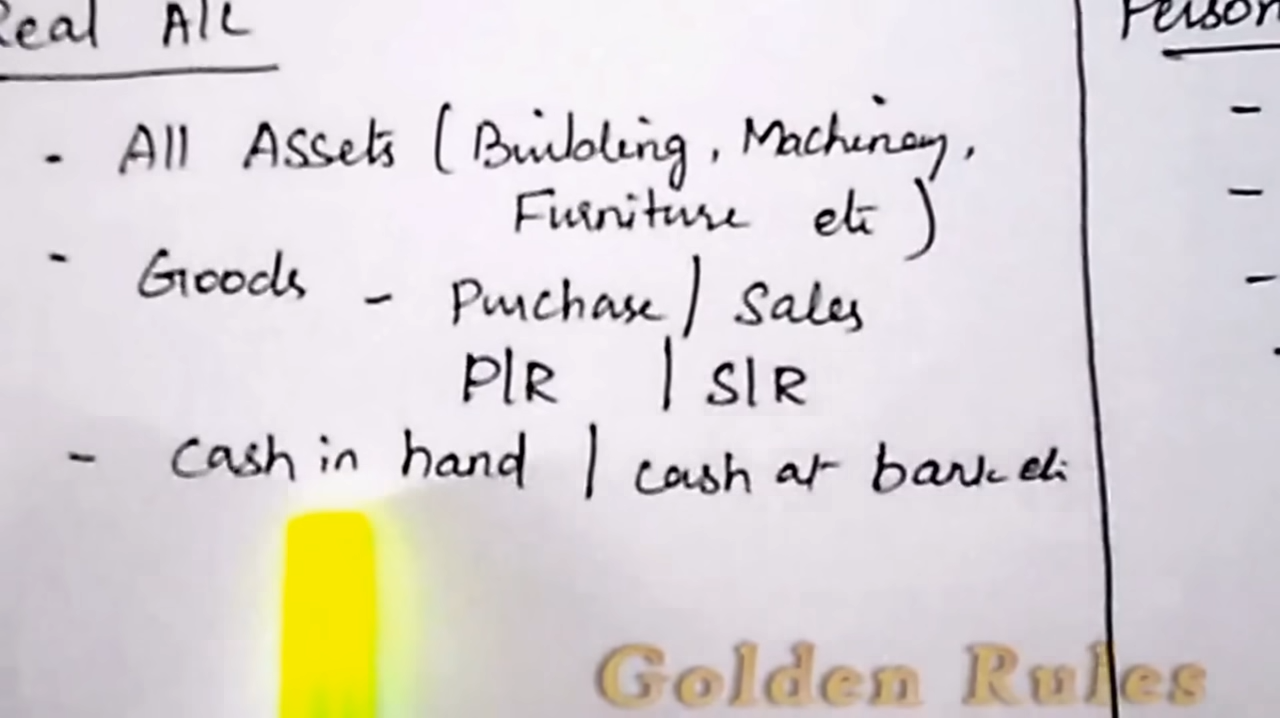 Real A/C
- All Assets (Building, Machinery,
Furniture etc)
- Goods - Purchase / Sales
P/R / S/R
- Cash in hand / cash at bank etc
Person
-
-
-
Golden Rules